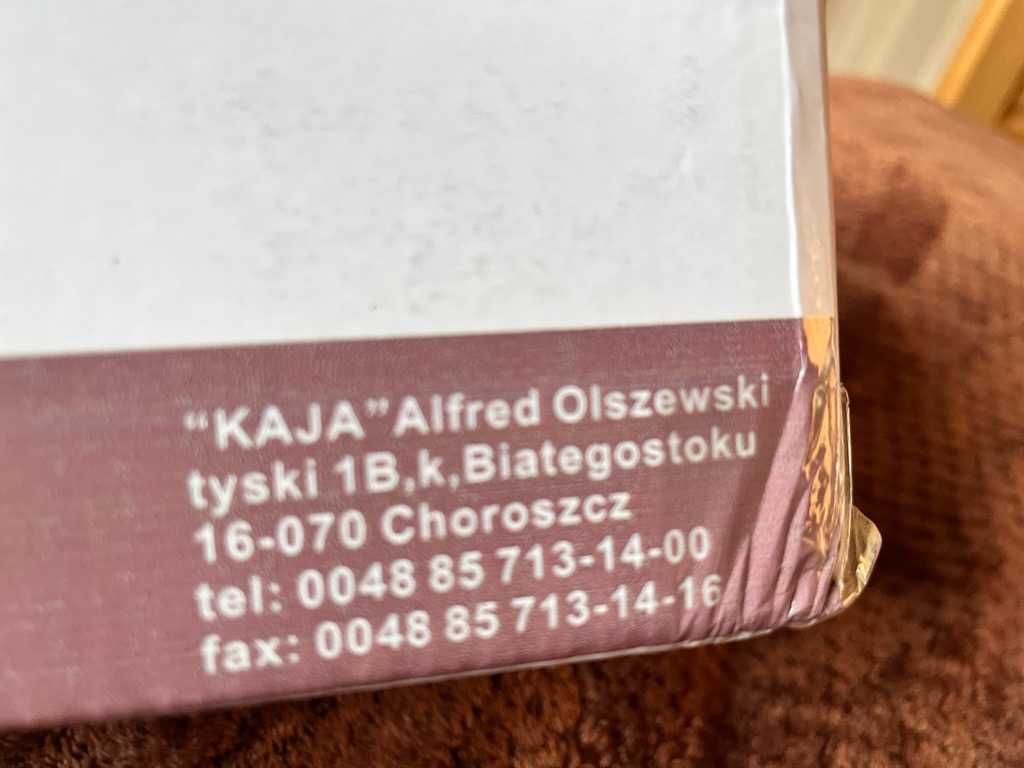 “KAJA”Alfred Olszewski
tyski 1B,k,Biategostoku
16-070 Choroszcz
tel: 0048 85 713-14-00
fax: 0048 85 713-14-16